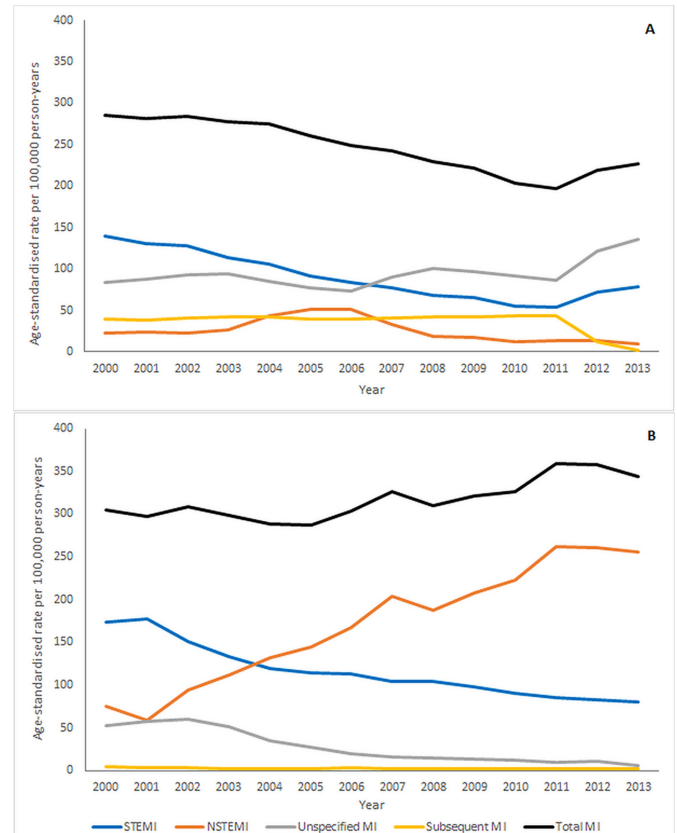 A
Age-standardised rate per 100,000 person-years
400
350
300
250
200
150
100
50
0
2000 2001 2002 2003 2004 2005 2006 2007 2008 2009 2010 2011 2012 2013
Year
B
Age-standardised rate per 100,000 person-years
400
350
300
250
200
150
100
50
0
2000 2001 2002 2003 2004 2005 2006 2007 2008 2009 2010 2011 2012 2013
Year
STEMI NSTEMI Unspecified MI Subsequent MI Total MI